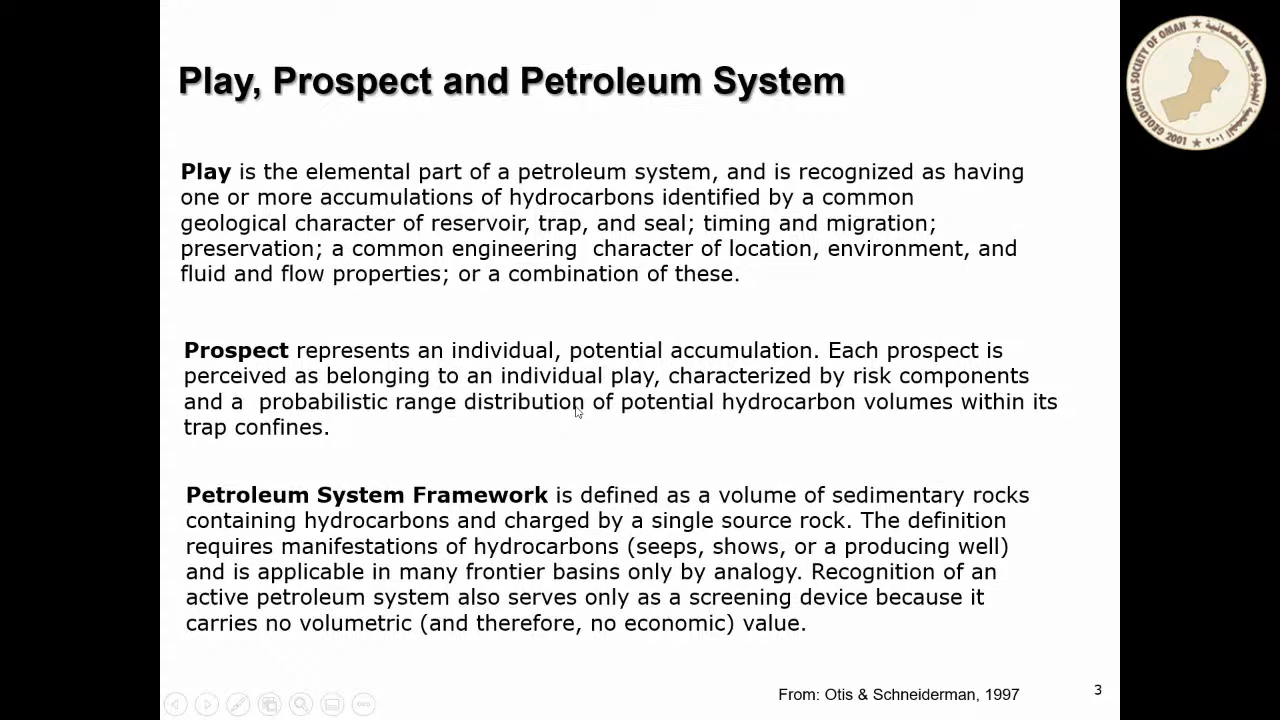 Play, Prospect and Petroleum System
Play is the elemental part of a petroleum system, and is recognized as having
one or more accumulations of hydrocarbons identified by a common
geological character of reservoir, trap, and seal; timing and migration;
preservation; a common engineering  character of location, environment, and
fluid and flow properties; or a combination of these.
Prospect represents an individual, potential accumulation. Each prospect is
perceived as belonging to an individual play, characterized by risk components
and a  probabilistic range distribution of potential hydrocarbon volumes within its
trap confines.
Petroleum System Framework is defined as a volume of sedimentary rocks
containing hydrocarbons and charged by a single source rock. The definition
requires manifestations of hydrocarbons (seeps, shows, or a producing well)
and is applicable in many frontier basins only by analogy. Recognition of an
active petroleum system also serves only as a screening device because it
carries no volumetric (and therefore, no economic) value.
From: Otis & Schneiderman, 1997
3
GEOLOGICAL SOCIETY OF OMAN
2001
٢٠٠١